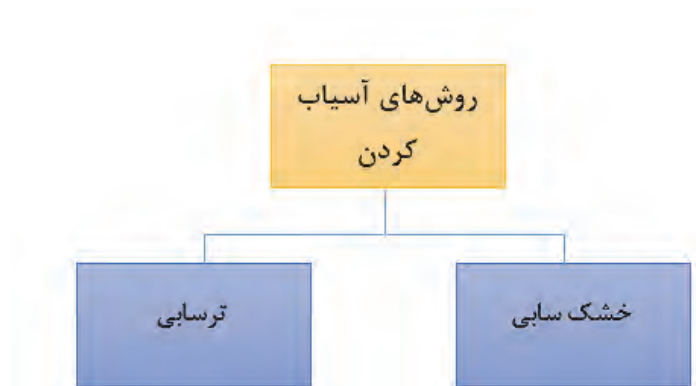 روش‌های آسیاب
کردن
خشک سابی
ترسابی